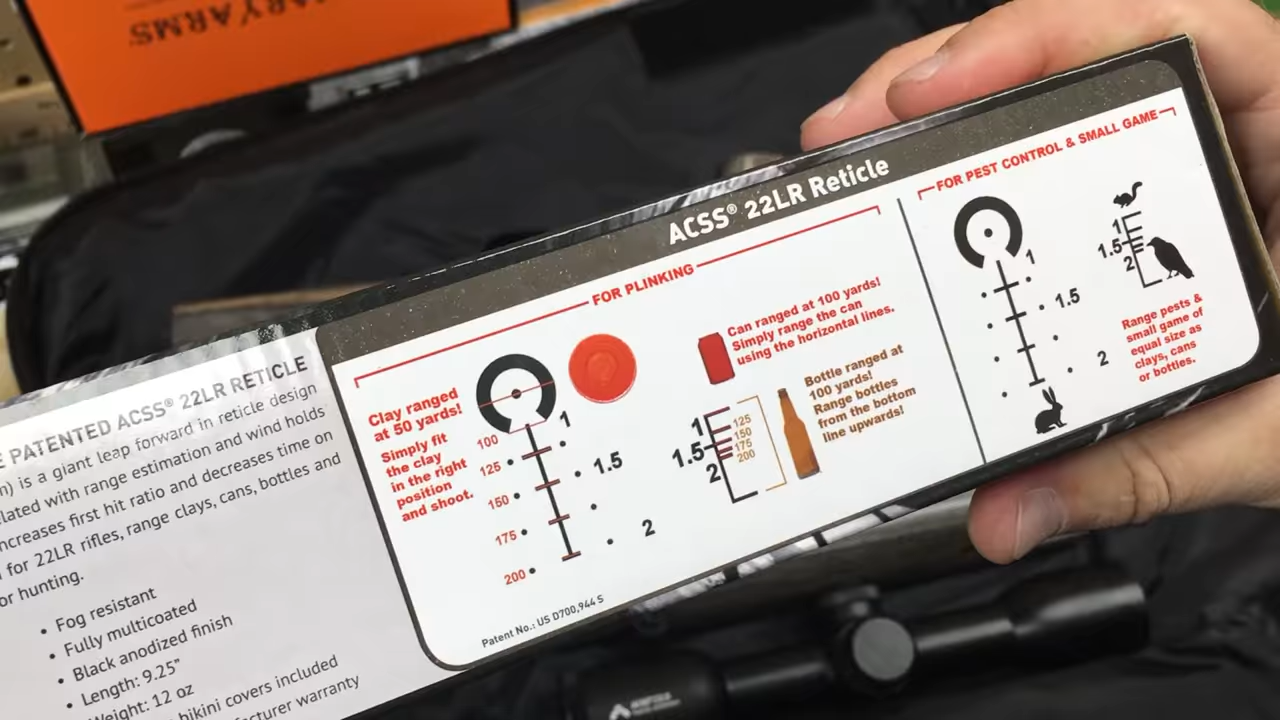 ARY ARMS
PATENTED ACSS® 22LR RETICLE
is a giant leap forward in reticle design
lated with range estimation and wind holds
ncreases first hit ratio and decreases time on
for 22LR rifles, range clays, cans, bottles and
or hunting.
• Fog resistant
• Fully multicoated
• Black anodized finish
• Length: 9.25"
Weight: 12 oz
bikini covers included
facturer warranty
ACSS® 22LR Reticle
FOR PLINKING
Clay ranged
at 50 yards!
Simply fit
the clay
in the right
position
and shoot.
100
125
150
175
200
1
1.5
2
Can ranged at 100 yards!
Simply range the can
using the horizontal lines.
1
1.5
2
125
150
175
200
Bottle ranged at
100 yards!
Range bottles
from the bottom
line upwards!
Patent No.: US D700,944 S
FOR PEST CONTROL & SMALL GAME
1
1.5
2
1
1.5
2
Range pests &
small game of
equal size as
clays, cans
or bottles.